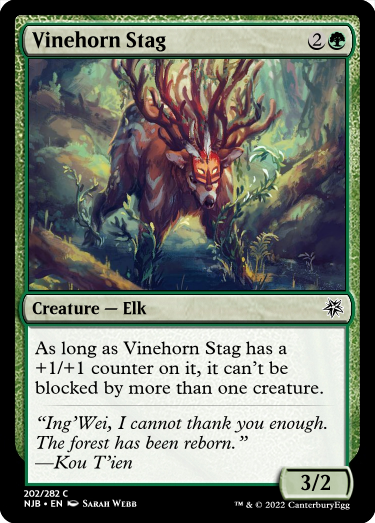 Vinehorn Stag 2
Creature — Elk
As long as Vinehorn Stag has a
+1/+1 counter on it, it can't be
blocked by more than one creature.
“Ing'Wei, I cannot thank you enough.
The forest has been reborn.”
—Kou T'ien
3/2
202/282 C
NJB • EN Sarah Webb
™ & © 2022 CanterburyEgg